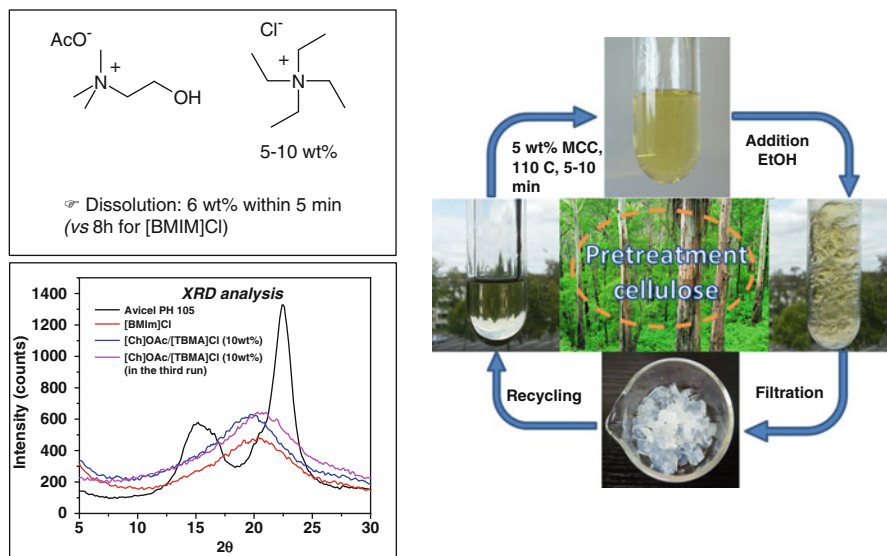 AcO-
+
N
OH
Cl-
+
N
5-10 wt%
☞ Dissolution: 6 wt% within 5 min
(vs 8h for [BMIM]Cl)
XRD analysis
Avicel PH 105
[BMIm]Cl
[Ch]OAc/[TBMA]Cl (10wt%)
[Ch]OAc/[TBMA]Cl (10wt%)
(in the third run)
Intensity (counts)
1400
1200
1000
800
600
400
200
0
5 10 15 20 25 30
2θ
5 wt% MCC,
110 C, 5-10
min
Addition
EtOH
Pretreatment
cellulose
Recycling
Filtration